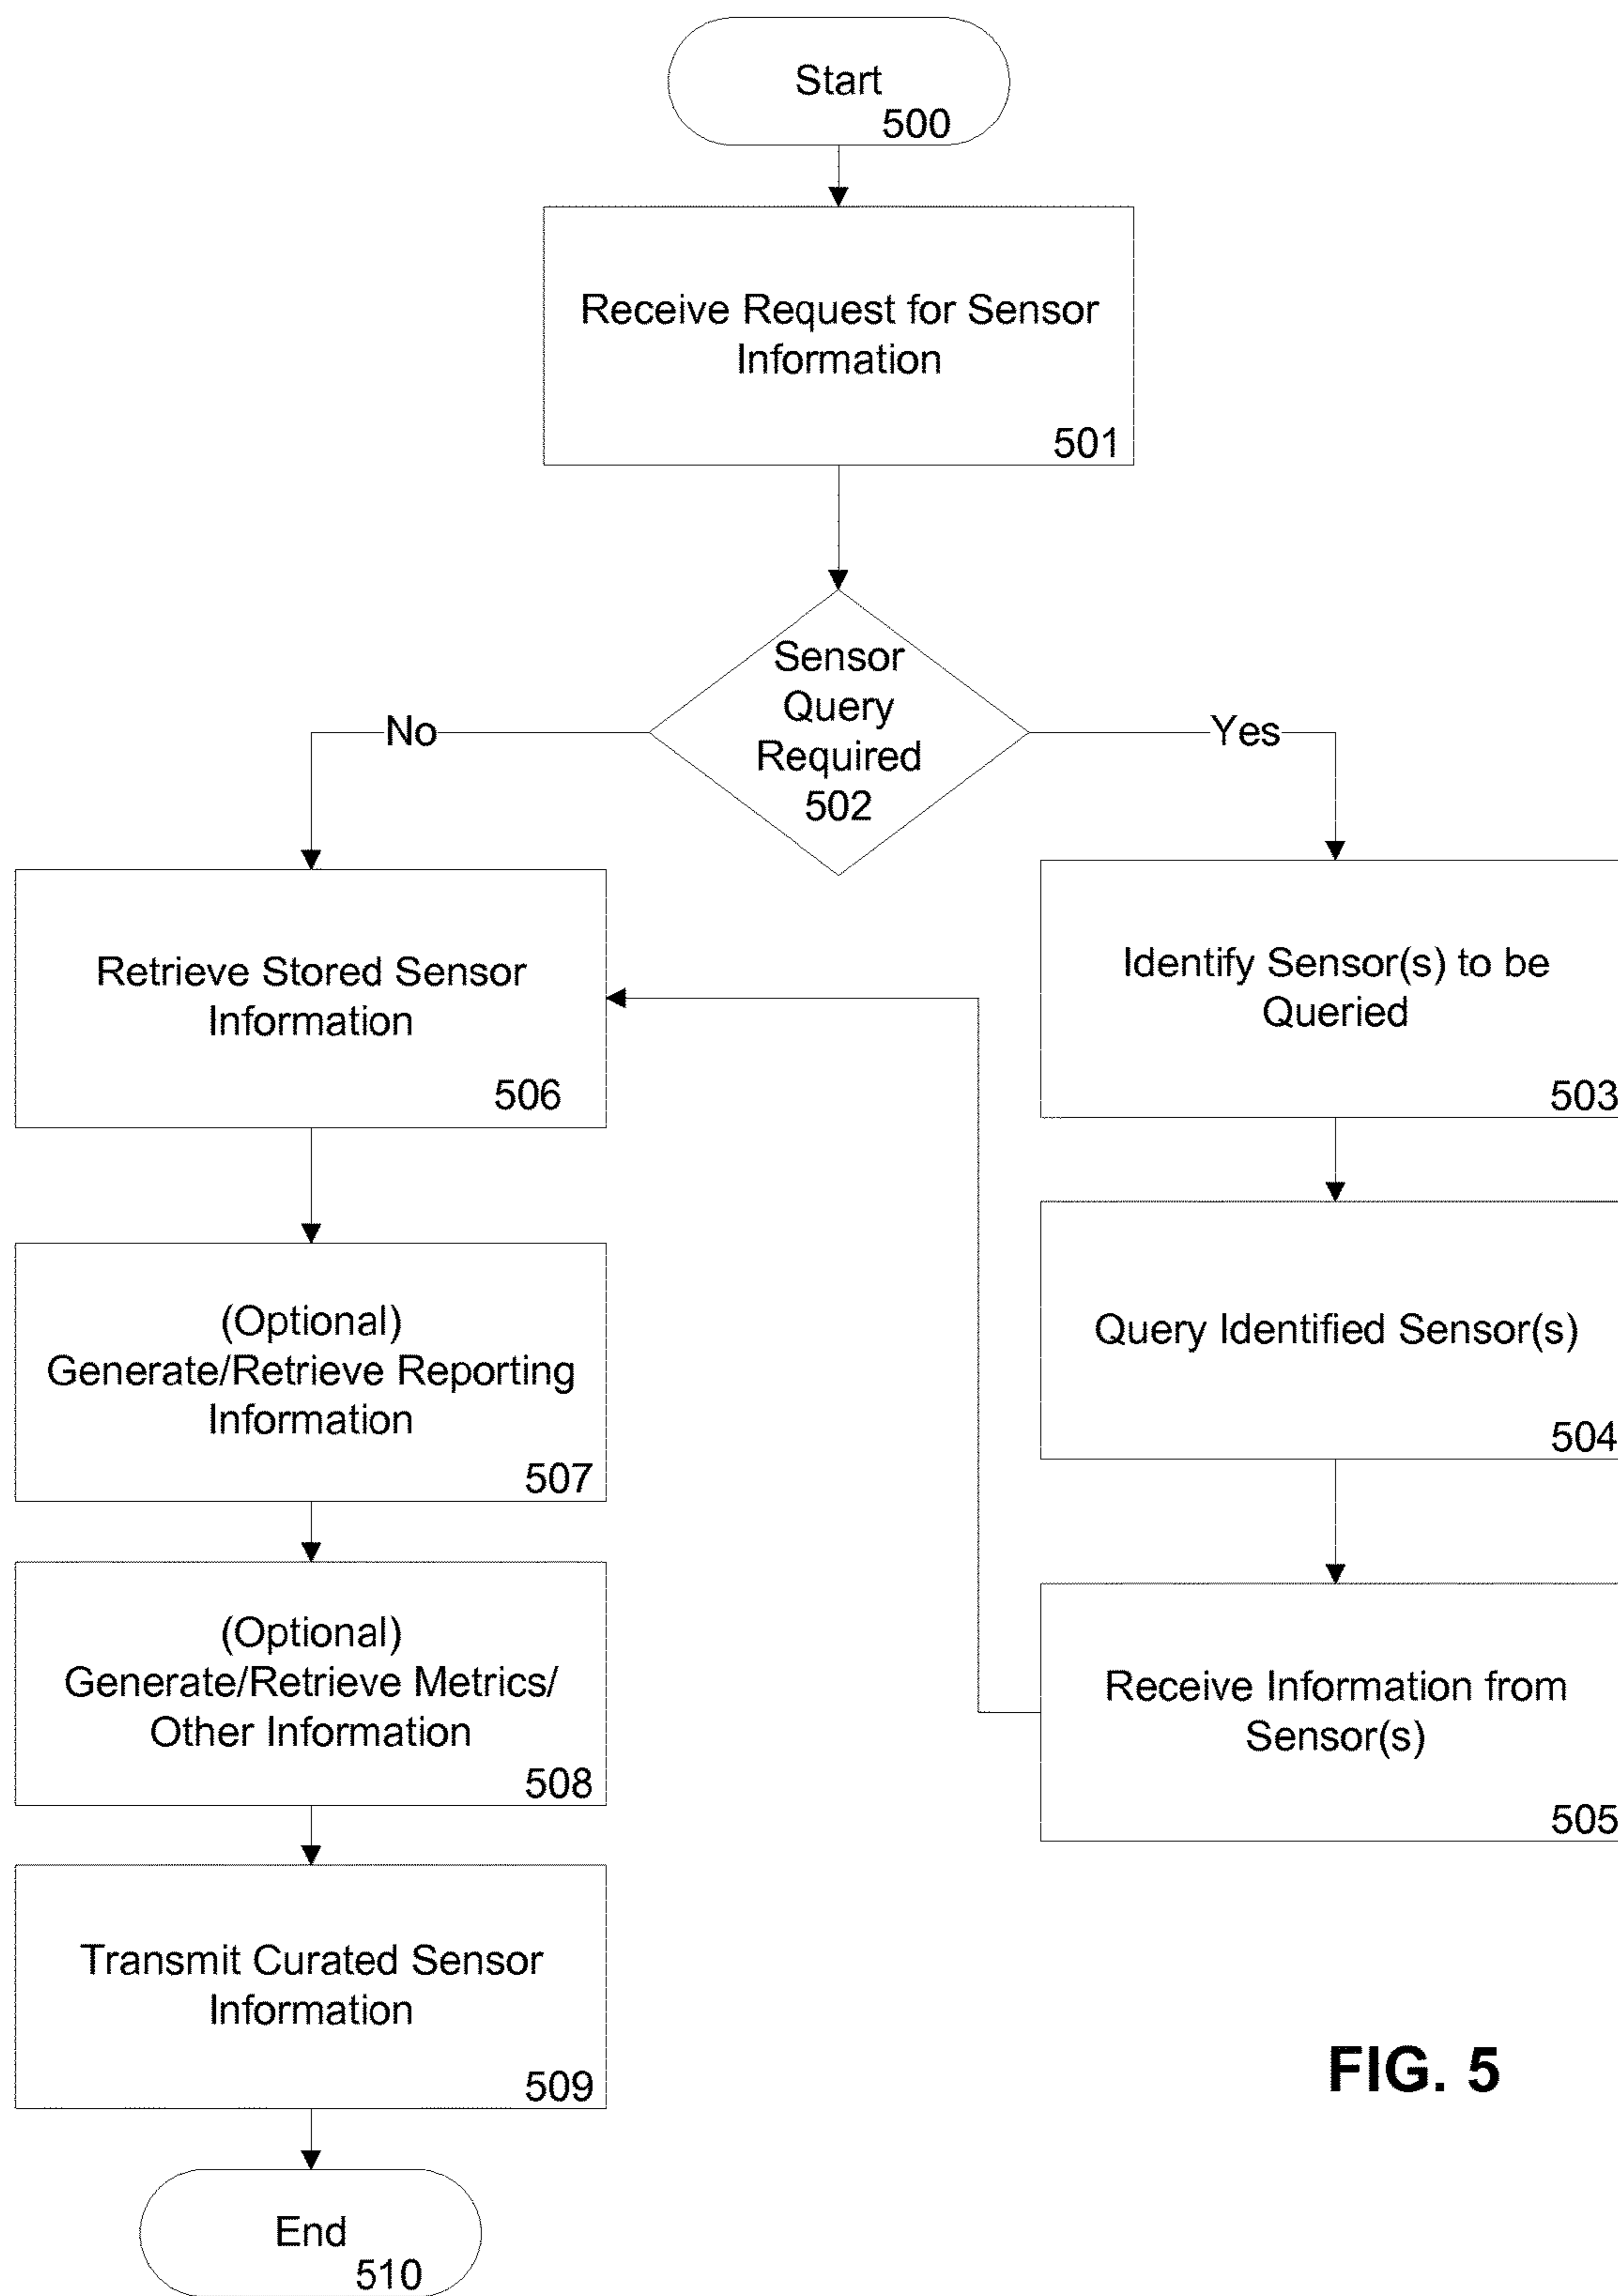 Start
500
Receive Request for Sensor
Information
501
Sensor
Query
Required
502
No
Yes
Retrieve Stored Sensor
Information
506
Identify Sensor(s) to be
Queried
503
Query Identified Sensor(s)
504
(Optional)
Generate/Retrieve Reporting
Information
507
(Optional)
Generate/Retrieve Metrics/
Other Information
508
Receive Information from
Sensor(s)
505
Transmit Curated Sensor
Information
509
End
510
FIG. 5